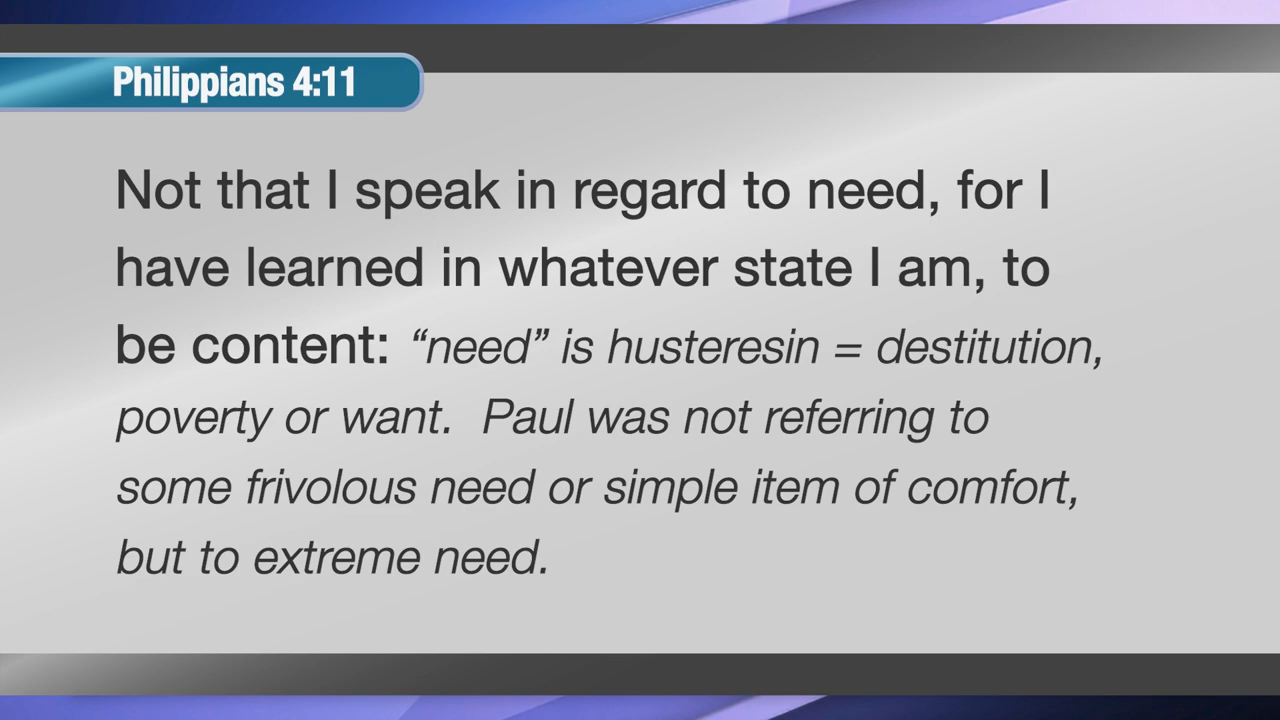 Philippians 4:11
Not that I speak in regard to need, for I
have learned in whatever state I am, to
be content: “need” is husteresin = destitution,
poverty or want. Paul was not referring to
some frivolous need or simple item of comfort,
but to extreme need.